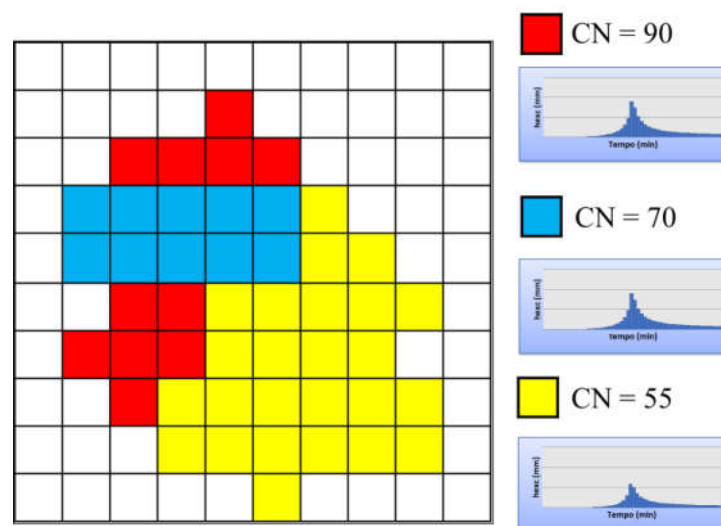 CN = 90
hexc (mm)
Tempo (min)
CN = 70
hexc (mm)
Tempo (min)
CN = 55
hexc (mm)
Tempo (min)